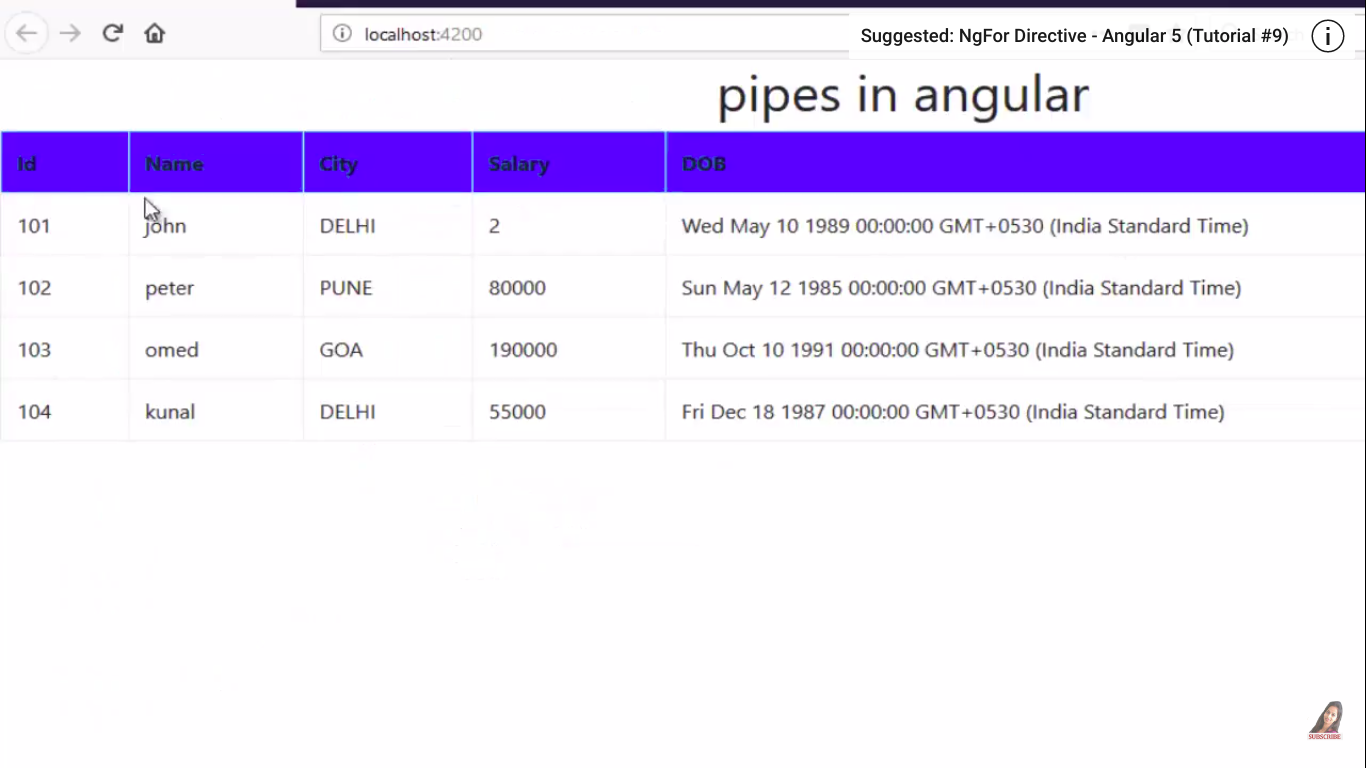 localhost:4200
Suggested: NgFor Directive - Angular 5 (Tutorial #9)
pipes in angular
Id Name City Salary DOB
101 john DELHI 2 Wed May 10 1989 00:00:00 GMT+0530 (India Standard Time)
102 peter PUNE 80000 Sun May 12 1985 00:00:00 GMT+0530 (India Standard Time)
103 omed GOA 190000 Thu Oct 10 1991 00:00:00 GMT+0530 (India Standard Time)
104 kunal DELHI 55000 Fri Dec 18 1987 00:00:00 GMT+0530 (India Standard Time)
SUBSCRIBE